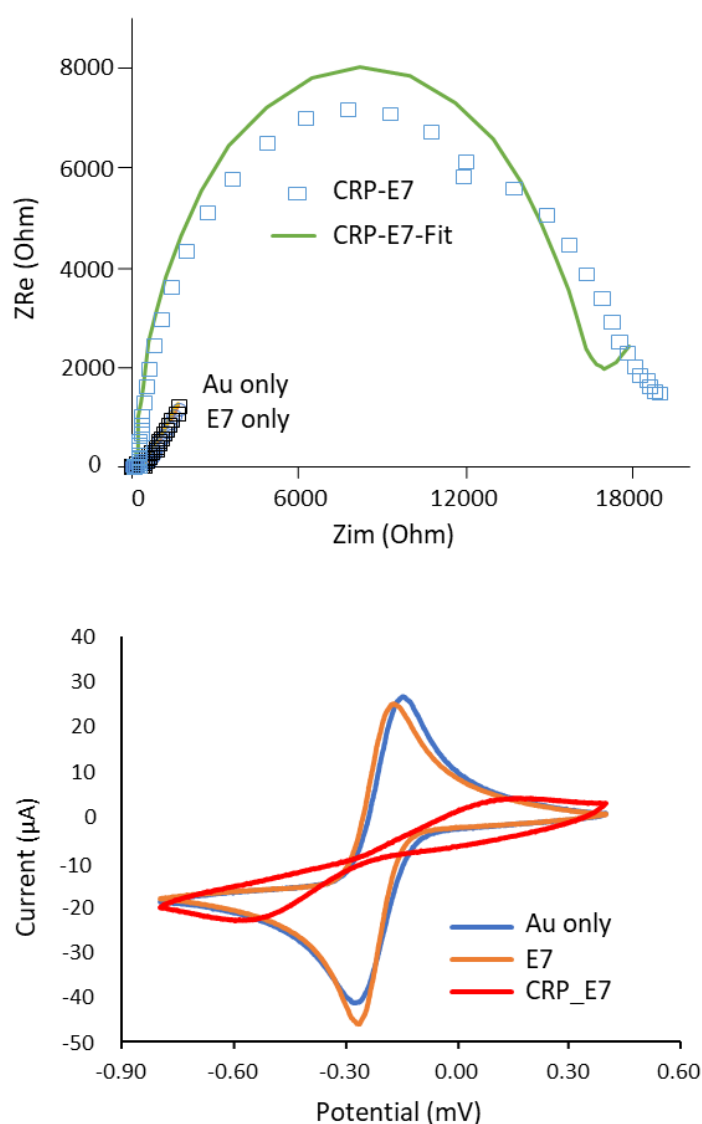 8000
6000
4000
2000
0
ZRe (Ohm)
CRP-E7
CRP-E7-Fit
Au only
E7 only
0 6000 12000 18000
Zim (Ohm)
40
30
20
10
0
-10
-20
-30
-40
-50
Current (µA)
Au only
E7
CRP_E7
-0.90 -0.60 -0.30 0.00 0.30 0.60
Potential (mV)